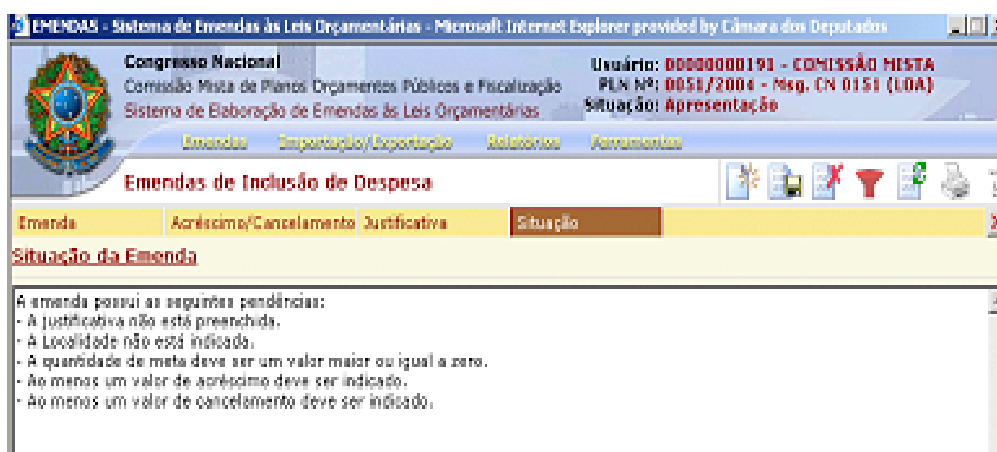 EMENDAS - Sistema de Emendas às Leis Orçamentárias - Microsoft Internet Explorer provided by Câmara dos Deputados
Congresso Nacional
Comissão Mista de Planos Orçamentos Públicos e Fiscalização
Sistema de Elaboração de Emendas às Leis Orçamentárias
Usuário: D0000000191 - COMISSÃO MISTA
PLN Nº: 0051/2004 - Msg. CN 0151 (LOA)
Situação: Apresentação
Emendas Importação/Exportação Relatórios Ferramentas
Emendas de Inclusão de Despesa
Emenda Acréscimo/Cancelamento Justificativa Situação
Situação da Emenda
A emenda possui as seguintes pendências:
- A justificativa não está preenchida.
- A Localidade não está indicada.
- A quantidade de meta deve ser um valor maior ou igual a zero.
- Ao menos um valor de acréscimo deve ser indicado.
- Ao menos um valor de cancelamento deve ser indicado.